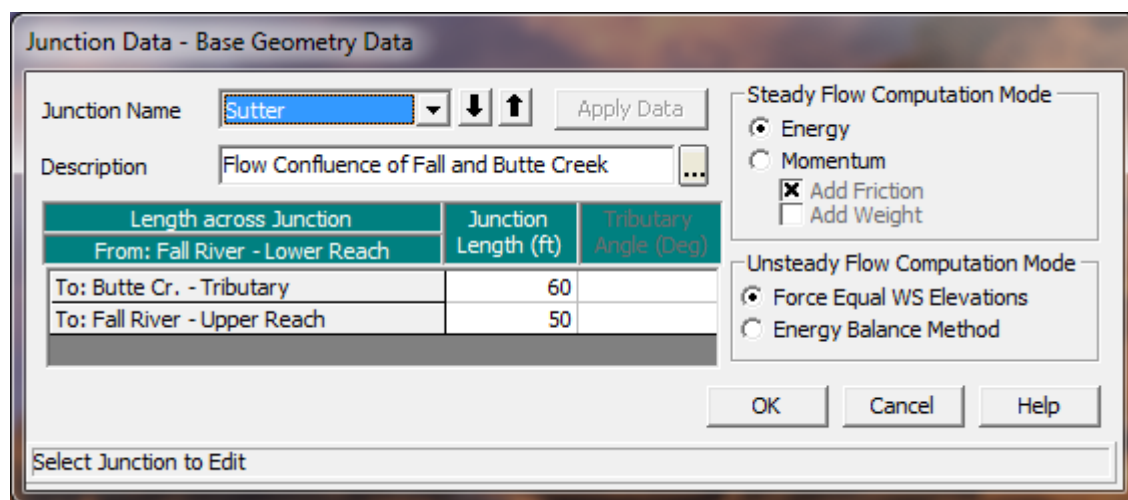 Junction Data - Base Geometry Data
Junction Name Sutter Apply Data
Description Flow Confluence of Fall and Butte Creek ...
Length across Junction Junction Length (ft) Tributary Angle (Deg)
From: Fall River - Lower Reach
To: Butte Cr. - Tributary 60
To: Fall River - Upper Reach 50
Steady Flow Computation Mode
Energy
Momentum
Add Friction
Add Weight
Unsteady Flow Computation Mode
Force Equal WS Elevations
Energy Balance Method
OK Cancel Help
Select Junction to Edit